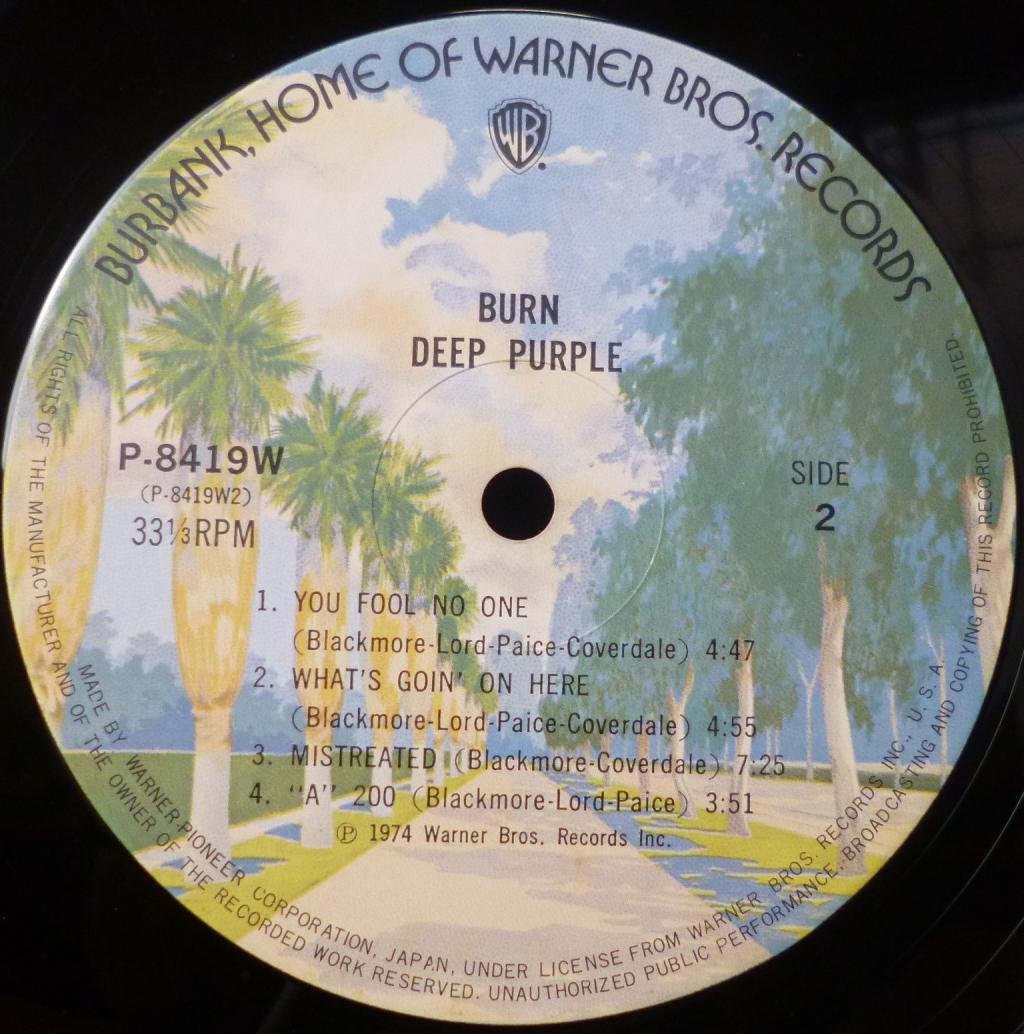 BURBANK, HOME OF WARNER BROS. RECORDS
WB
BURN
DEEP PURPLE
P-8419W
(P-8419W2)
33⅓RPM
SIDE
2
1. YOU FOOL NO ONE
(Blackmore-Lord-Paice-Coverdale) 4:47
2. WHAT'S GOIN' ON HERE
(Blackmore-Lord-Paice-Coverdale) 4:55
3. MISTREATED (Blackmore-Coverdale) 7:25
4. "A" 200 (Blackmore-Lord-Paice) 3:51
Ⓟ 1974 Warner Bros. Records Inc.
MADE BY WARNER-PIONEER CORPORATION, JAPAN, UNDER LICENSE FROM WARNER BROS. RECORDS INC., U. S. A.
ALL RIGHTS OF THE MANUFACTURER AND OF THE OWNER OF THE RECORDED WORK RESERVED. UNAUTHORIZED PUBLIC PERFORMANCE, BROADCASTING AND COPYING OF THIS RECORD PROHIBITED.